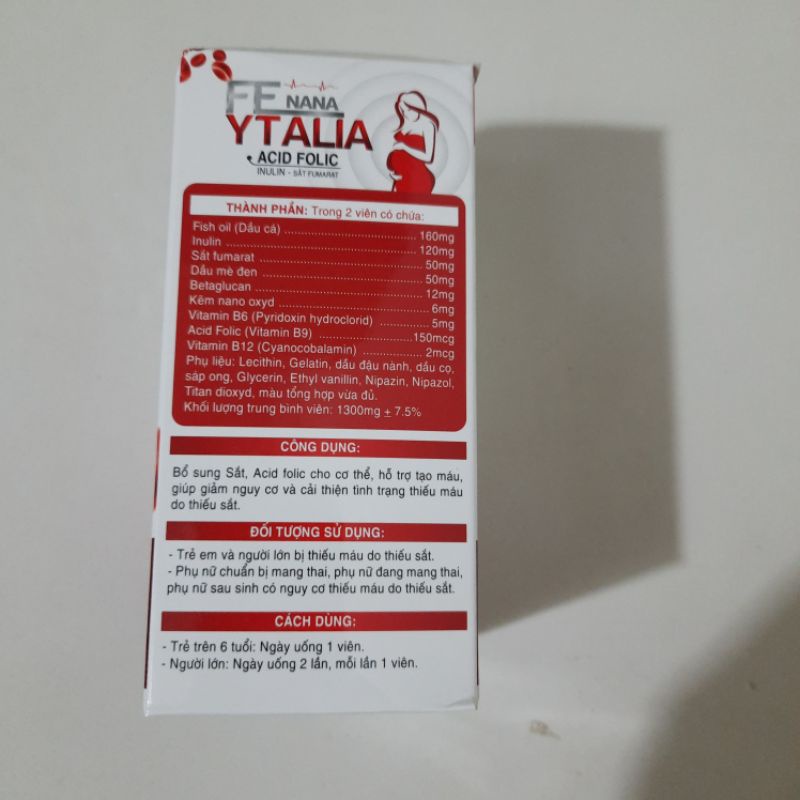 FE NANA
YTALIA
ACID FOLIC
INULIN - SẮT FUMARAT
THÀNH PHẦN: Trong 2 viên có chứa:
Fish oil (Dầu cá) ........ 160mg
Inulin ........ 120mg
Sắt fumarat ........ 50mg
Dầu mè đen ........ 50mg
Betaglucan ........ 12mg
Kẽm nano oxyd ........ 6mg
Vitamin B6 (Pyridoxin hydroclorid) ........ 5mg
Acid Folic (Vitamin B9) ........ 150mcg
Vitamin B12 (Cyanocobalamin) ........ 2mcg
Phụ liệu: Lecithin, Gelatin, dầu đậu nành, dầu cọ,
sáp ong, Glycerin, Ethyl vanillin, Nipazin, Nipazol,
Titan dioxyd, màu tổng hợp vừa đủ.
Khối lượng trung bình viên: 1300mg ± 7.5%
CÔNG DỤNG:
Bổ sung Sắt, Acid folic cho cơ thể, hỗ trợ tạo máu,
giúp giảm nguy cơ và cải thiện tình trạng thiếu máu
do thiếu sắt.
ĐỐI TƯỢNG SỬ DỤNG:
- Trẻ em và người lớn bị thiếu máu do thiếu sắt.
- Phụ nữ chuẩn bị mang thai, phụ nữ đang mang thai,
phụ nữ sau sinh có nguy cơ thiếu máu do thiếu sắt.
CÁCH DÙNG:
- Trẻ trên 6 tuổi: Ngày uống 1 viên.
- Người lớn: Ngày uống 2 lần, mỗi lần 1 viên.